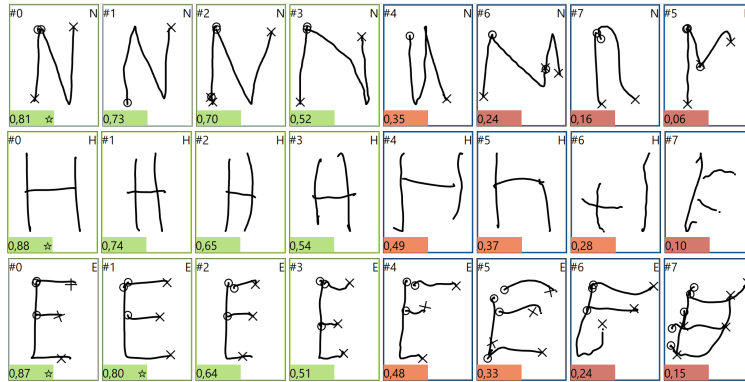 #0 N #1 N #2 N #3 N #4 N #6 N #7 N #5 N
0,81 ☆ 0,73 0,70 0,52 0,35 0,24 0,16 0,06
#0 H #1 H #2 H #3 H #4 H #5 H #6 H #7 H
0,88 ☆ 0,74 0,65 0,54 0,49 0,37 0,28 0,10
#0 E #1 E #2 E #3 E #4 E #5 E #6 E #7 E
0,87 ☆ 0,80 ☆ 0,64 0,51 0,48 0,33 0,24 0,15